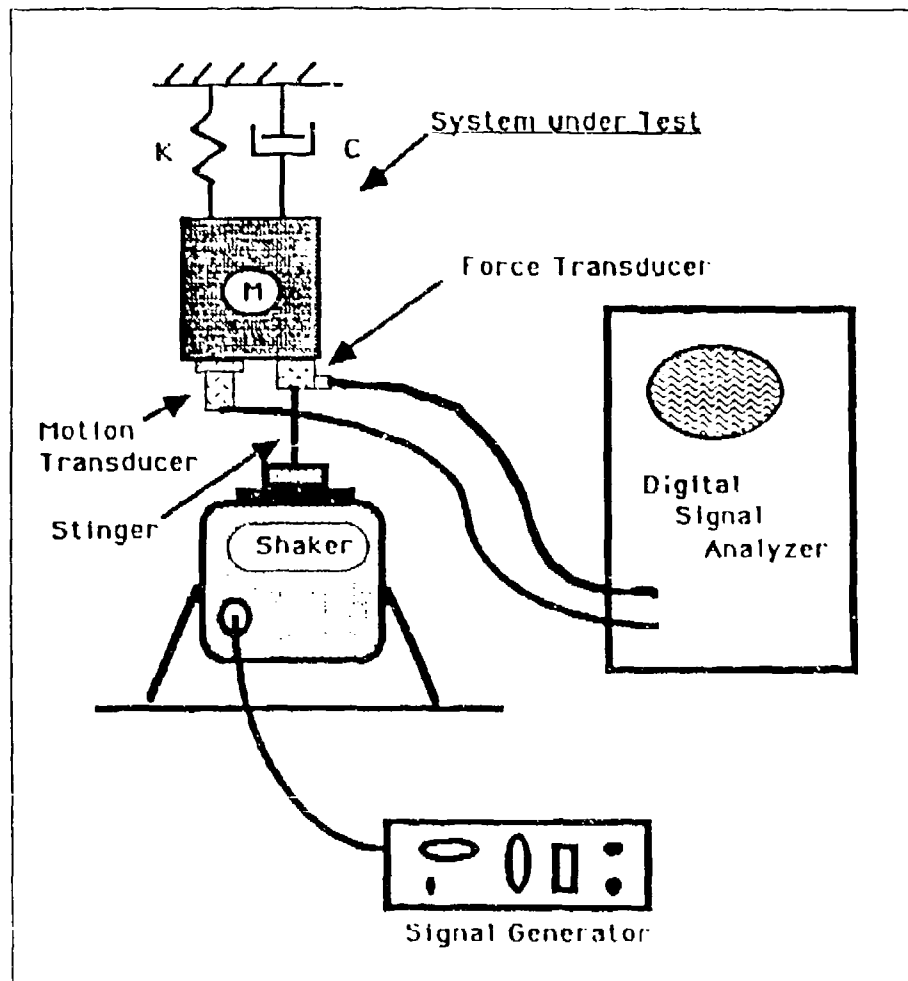 System under Test
K
C
M
Force Transducer
Motion
Transducer
Stinger
Shaker
Digital
Signal
Analyzer
Signal Generator